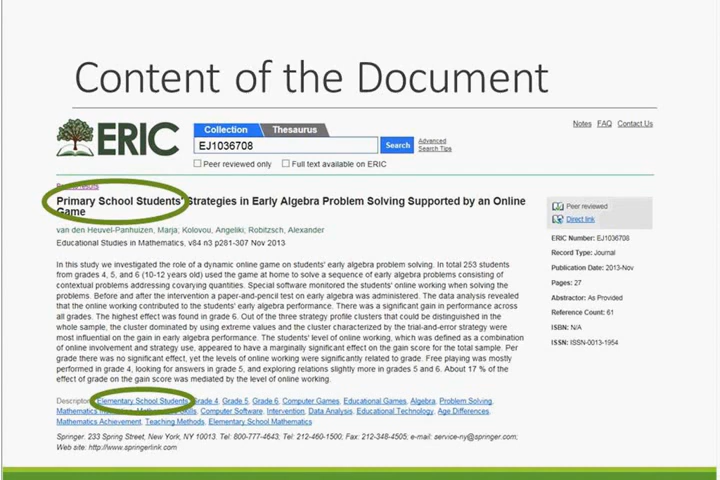 Content of the Document
ERIC
Collection Thesaurus
Notes FAQ Contact Us
EJ1036708
Search
Advanced
Search Tips
Peer reviewed only Full text available on ERIC
Primary School Students' Strategies in Early Algebra Problem Solving Supported by an Online
Game
van den Heuvel-Panhuizen, Marja, Kolovou, Angeliki, Robitzsch, Alexander
Educational Studies in Mathematics, v84 n3 p281-307 Nov 2013
In this study we investigated the role of a dynamic online game on students' early algebra problem solving. In total 253 students
from grades 4, 5, and 6 (10-12 years old) used the game at home to solve a sequence of early algebra problems consisting of
contextual problems addressing covarying quantities. Special software monitored the students' online working when solving the
problems. Before and after the intervention a paper-and-pencil test on early algebra was administered. The data analysis revealed
that the online working contributed to the students' early algebra performance. There was a significant gain in performance across
all grades. The highest effect was found in grade 6. Out of the three strategy profile clusters that could be distinguished in the
whole sample, the cluster dominated by using extreme values and the cluster characterized by the trial-and-error strategy were
most influential on the gain in early algebra performance. The students' level of online working, which was defined as a combination
of online involvement and strategy use, appeared to have a marginally significant effect on the gain score for the total sample. Per
grade there was no significant effect, yet the levels of online working were significantly related to grade. Free playing was mostly
performed in grade 4, looking for answers in grade 5, and exploring relations slightly more in grades 5 and 6. About 17 % of the
effect of grade on the gain score was mediated by the level of online working.
Descriptors: Elementary School Students, Grade 4, Grade 5, Grade 6, Computer Games, Educational Games, Algebra, Problem Solving,
Mathematics Skills, Computer Software, Intervention, Data Analysis, Educational Technology, Age Differences,
Mathematics Achievement, Teaching Methods, Elementary School Mathematics
Springer. 233 Spring Street, New York, NY 10013. Tel: 800-777-4643; Tel: 212-460-1500; Fax: 212-348-4505; e-mail: service-ny@springer.com;
Web site: http://www.springerlink.com
Peer reviewed
Direct link
ERIC Number: EJ1036708
Record Type: Journal
Publication Date: 2013-Nov
Pages: 27
Abstractor: As Provided
Reference Count: 61
ISBN: N/A
ISSN: ISSN-0013-1954